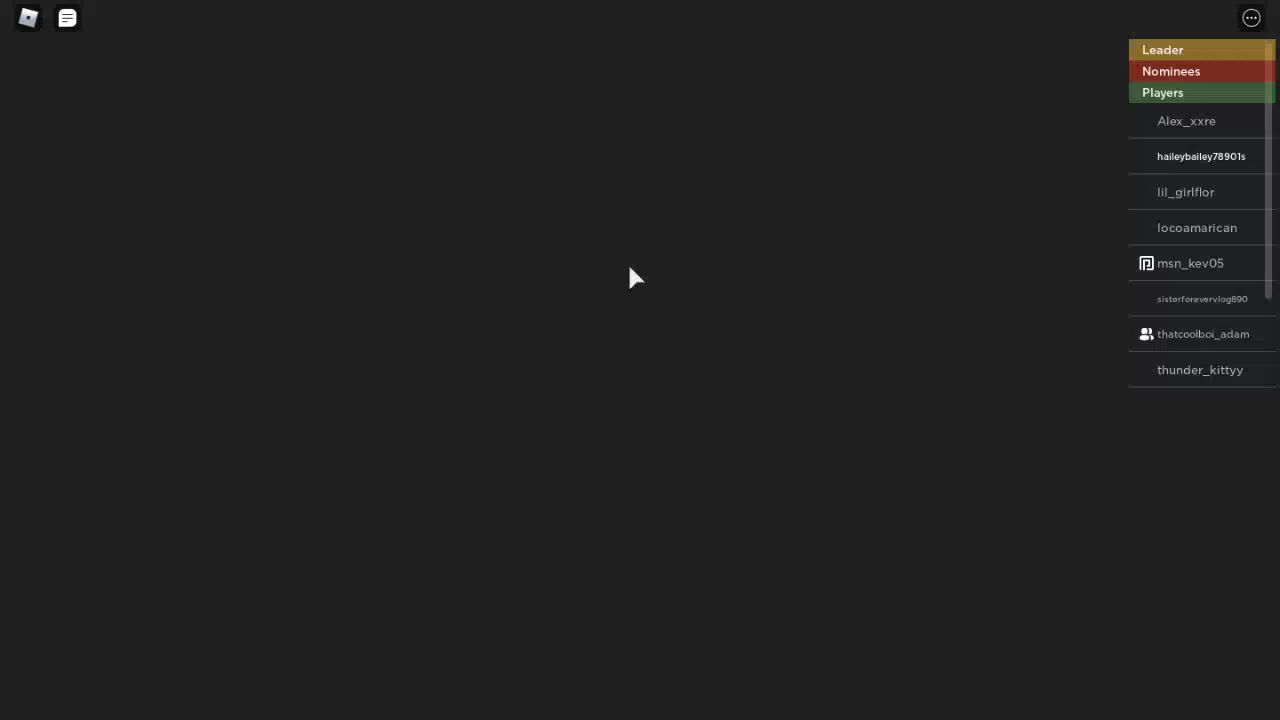 Leader
Nominees
Players
Alex_xxre
haileybailey78901s
lil_girlflor
locoamarican
msn_kev05
sisterforevervlog890
thatcoolboi_adam
thunder_kittyy